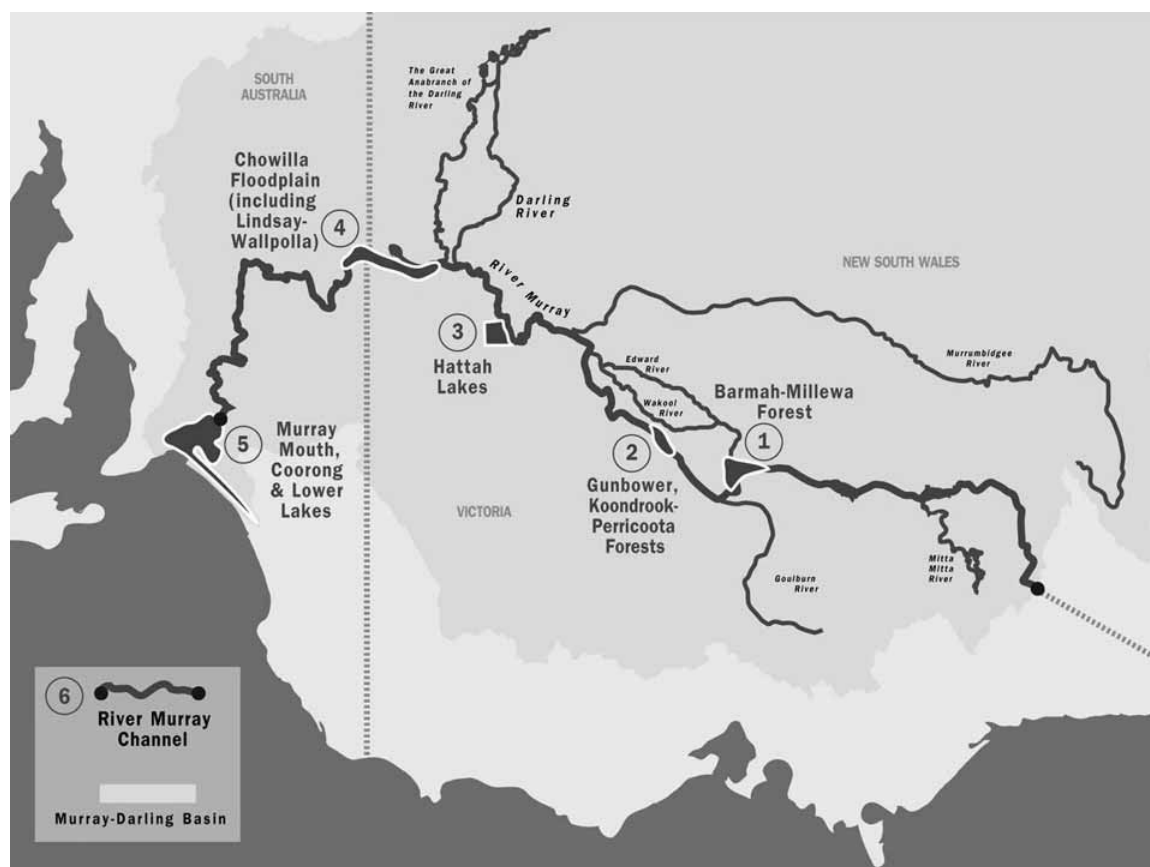 The Great
Anabranch of
the Darling
River
SOUTH
AUSTRALIA
Chowilla
Floodplain
(including
Lindsay-
Wallpolla)
4
Darling
River
River Murray
NEW SOUTH WALES
3
Hattah
Lakes
Edward
River
Murrumbidgee
River
Wakool
River
Barmah-Millewa
Forest
1
5
Murray
Mouth,
Coorong
& Lower
Lakes
2
Gunbower,
Koondrook-
Perricoota
Forests
VICTORIA
Mitta
Mitta
River
Goulburn
River
6
River Murray
Channel
Murray-Darling Basin